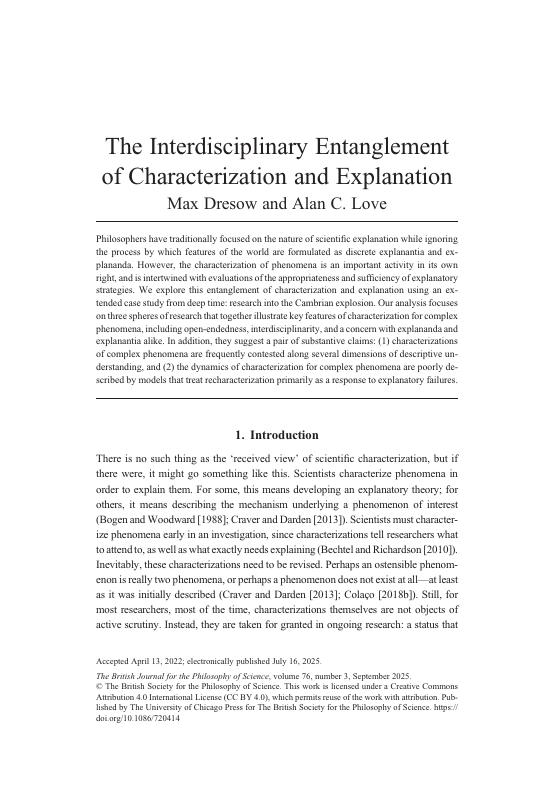 The Interdisciplinary Entanglement
of Characterization and Explanation
Max Dresow and Alan C. Love
Philosophers have traditionally focused on the nature of scientific explanation while ignoring
the process by which features of the world are formulated as discrete explanantia and ex-
plananda. However, the characterization of phenomena is an important activity in its own
right, and is intertwined with evaluations of the appropriateness and sufficiency of explanatory
strategies. We explore this entanglement of characterization and explanation using an ex-
tended case study from deep time: research into the Cambrian explosion. Our analysis focuses
on three spheres of research that together illustrate key features of characterization for complex
phenomena, including open-endedness, interdisciplinarity, and a concern with explananda and
explanantia alike. In addition, they suggest a pair of substantive claims: (1) characterizations
of complex phenomena are frequently contested along several dimensions of descriptive un-
derstanding, and (2) the dynamics of characterization for complex phenomena are poorly de-
scribed by models that treat recharacterization primarily as a response to explanatory failures.
1. Introduction
There is no such thing as the ‘received view’ of scientific characterization, but if
there were, it might go something like this. Scientists characterize phenomena in
order to explain them. For some, this means developing an explanatory theory; for
others, it means describing the mechanism underlying a phenomenon of interest
(Bogen and Woodward [1988]; Craver and Darden [2013]). Scientists must character-
ize phenomena early in an investigation, since characterizations tell researchers what
to attend to, as well as what exactly needs explaining (Bechtel and Richardson [2010]).
Inevitably, these characterizations need to be revised. Perhaps an ostensible phenom-
enon is really two phenomena, or perhaps a phenomenon does not exist at all—at least
as it was initially described (Craver and Darden [2013]; Colaço [2018b]). Still, for
most researchers, most of the time, characterizations themselves are not objects of
active scrutiny. Instead, they are taken for granted in ongoing research: a status that
Accepted April 13, 2022; electronically published July 16, 2025.
The British Journal for the Philosophy of Science, volume 76, number 3, September 2025.
© The British Society for the Philosophy of Science. This work is licensed under a Creative Commons
Attribution 4.0 International License (CC BY 4.0), which permits reuse of the work with attribution. Pub-
lished by The University of Chicago Press for The British Society for the Philosophy of Science. https://
doi.org/10.1086/720414